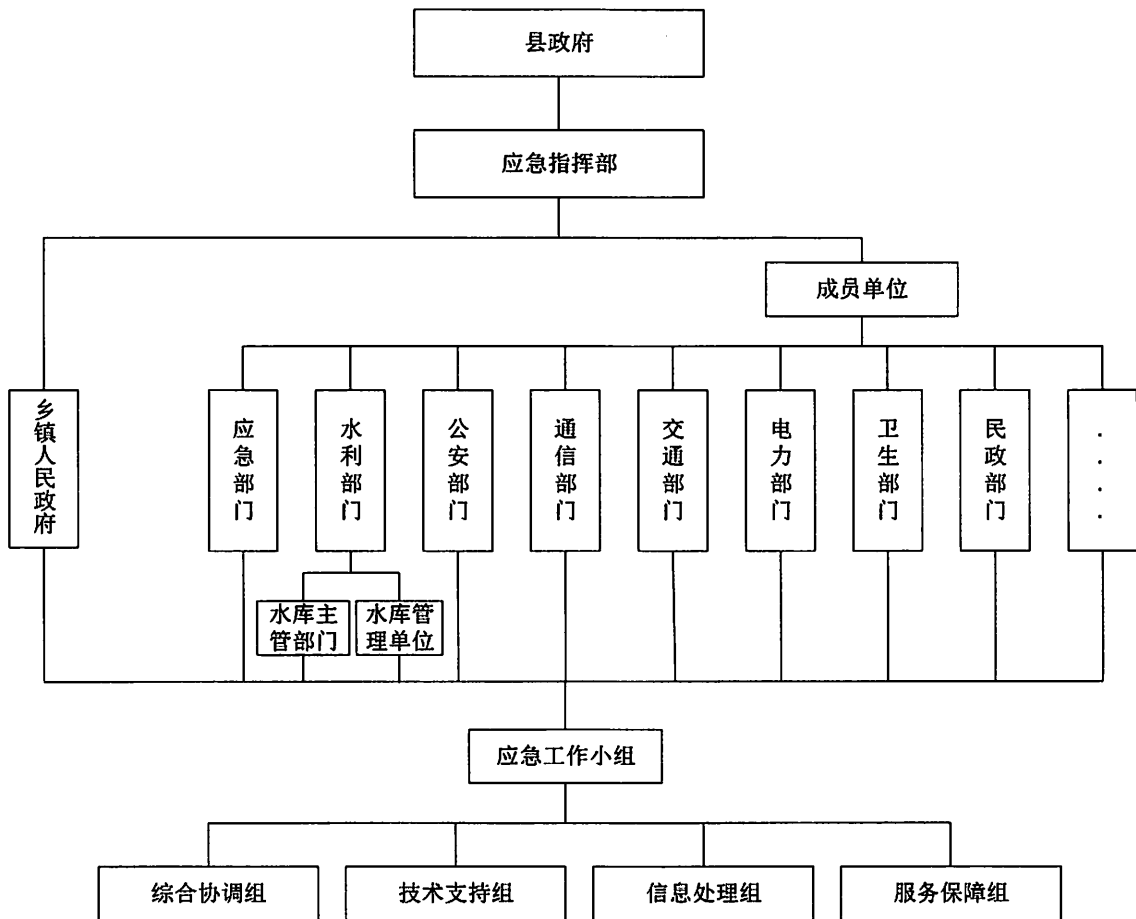 县政府
应急指挥部
成员单位
乡镇人民政府
应急部门
水利部门
公安部门
通信部门
交通部门
电力部门
卫生部门
民政部门
....
水库主
管部门
水库管
理单位
应急工作小组
综合协调组
技术支持组
信息处理组
服务保障组